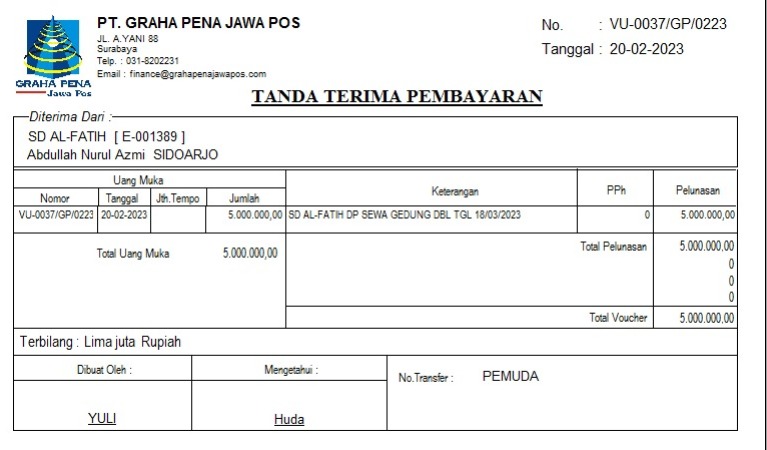 PT. GRAHA PENA JAWA POS
JL. A.YANI 88
Surabaya
Telp. : 031-8202231
Email : finance@grahapenajawapos.com
GRAHA PENA
Jawa Pos
No. : VU-0037/GP/0223
Tanggal : 20-02-2023
TANDA TERIMA PEMBAYARAN
Diterima Dari :
SD AL-FATIH [ E-001389 ]
Abdullah Nurul Azmi SIDOARJO
Uang Muka Keterangan PPh Pelunasan
Nomor Tanggal Jth.Tempo Jumlah
VU-0037/GP/0223 20-02-2023 5.000.000,00 SD AL-FATIH DP SEWA GEDUNG DBL TGL 18/03/2023 0 5.000.000,00
Total Uang Muka 5.000.000,00 Total Pelunasan 5.000.000,00
0
0
0
Total Voucher 5.000.000,00
Terbilang : Lima juta Rupiah
Dibuat Oleh : Mengetahui : No.Transfer : PEMUDA
YULI Huda